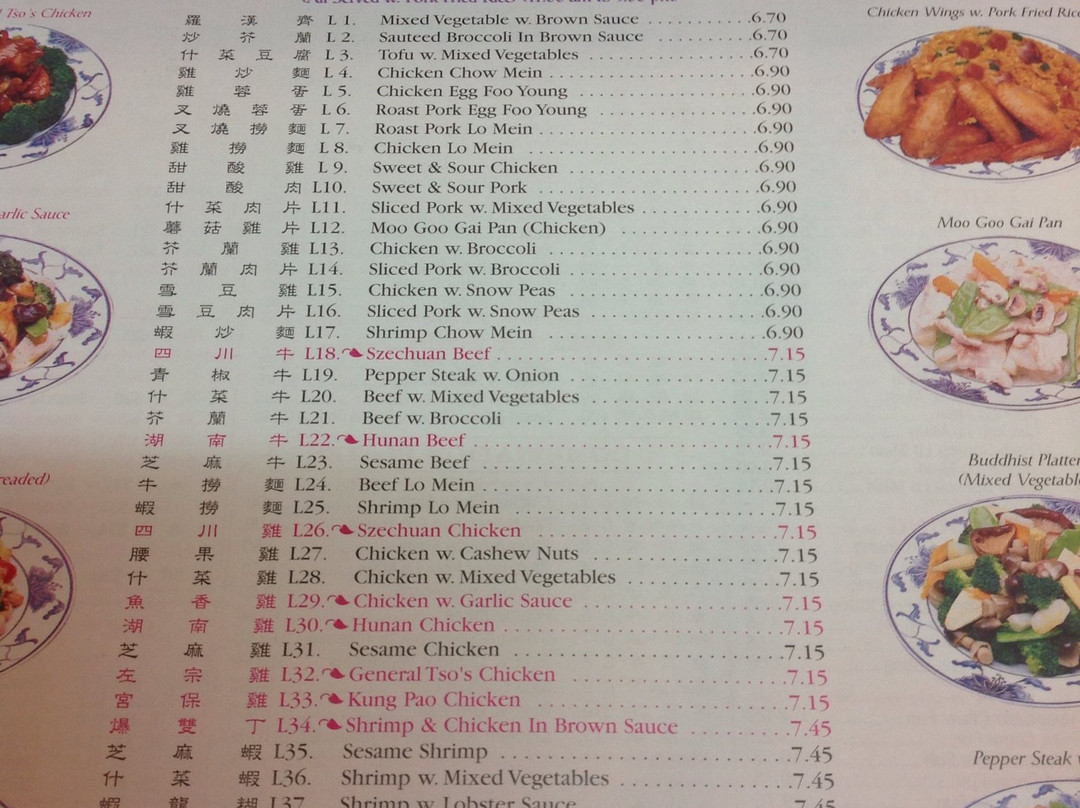 l Tso's Chicken
Chicken Wings w. Pork Fried Rice
羅漢齊 L 1. Mixed Vegetable w. Brown Sauce 6.70
炒芥蘭 L 2. Sauteed Broccoli In Brown Sauce 6.70
什菜豆腐 L 3. Tofu w. Mixed Vegetables 6.70
雞炒麵 L 4. Chicken Chow Mein 6.90
雞蓉蛋 L 5. Chicken Egg Foo Young 6.90
叉燒蓉蛋 L 6. Roast Pork Egg Foo Young 6.90
叉燒撈麵 L 7. Roast Pork Lo Mein 6.90
雞撈麵 L 8. Chicken Lo Mein 6.90
甜酸雞 L 9. Sweet & Sour Chicken 6.90
甜酸肉 L10. Sweet & Sour Pork 6.90
什菜肉片 L11. Sliced Pork w. Mixed Vegetables 6.90
蘑菇雞片 L12. Moo Goo Gai Pan (Chicken) 6.90
芥蘭雞 L13. Chicken w. Broccoli 6.90
芥蘭肉片 L14. Sliced Pork w. Broccoli 6.90
雪豆雞 L15. Chicken w. Snow Peas 6.90
雪豆肉片 L16. Sliced Pork w. Snow Peas 6.90
蝦炒麵 L17. Shrimp Chow Mein 6.90
四川牛 L18. Szechuan Beef 7.15
青椒牛 L19. Pepper Steak w. Onion 7.15
什菜牛 L20. Beef w. Mixed Vegetables 7.15
芥蘭牛 L21. Beef w. Broccoli 7.15
湖南牛 L22. Hunan Beef 7.15
芝麻牛 L23. Sesame Beef 7.15
牛撈麵 L24. Beef Lo Mein 7.15
蝦撈麵 L25. Shrimp Lo Mein 7.15
四川雞 L26. Szechuan Chicken 7.15
腰果雞 L27. Chicken w. Cashew Nuts 7.15
什菜雞 L28. Chicken w. Mixed Vegetables 7.15
魚香雞 L29. Chicken w. Garlic Sauce 7.15
湖南雞 L30. Hunan Chicken 7.15
芝麻雞 L31. Sesame Chicken 7.15
左宗雞 L32. General Tso's Chicken 7.15
宮保雞 L33. Kung Pao Chicken 7.15
爆雙丁 L34. Shrimp & Chicken In Brown Sauce 7.45
芝麻蝦 L35. Sesame Shrimp 7.45
什菜蝦 L36. Shrimp w. Mixed Vegetables 7.45
蝦龍糊 L37. Shrimp w. Lobster Sauce 7.45
arlic Sauce
readed)
Moo Goo Gai Pan
Buddhist Platter
(Mixed Vegetable
Pepper Steak